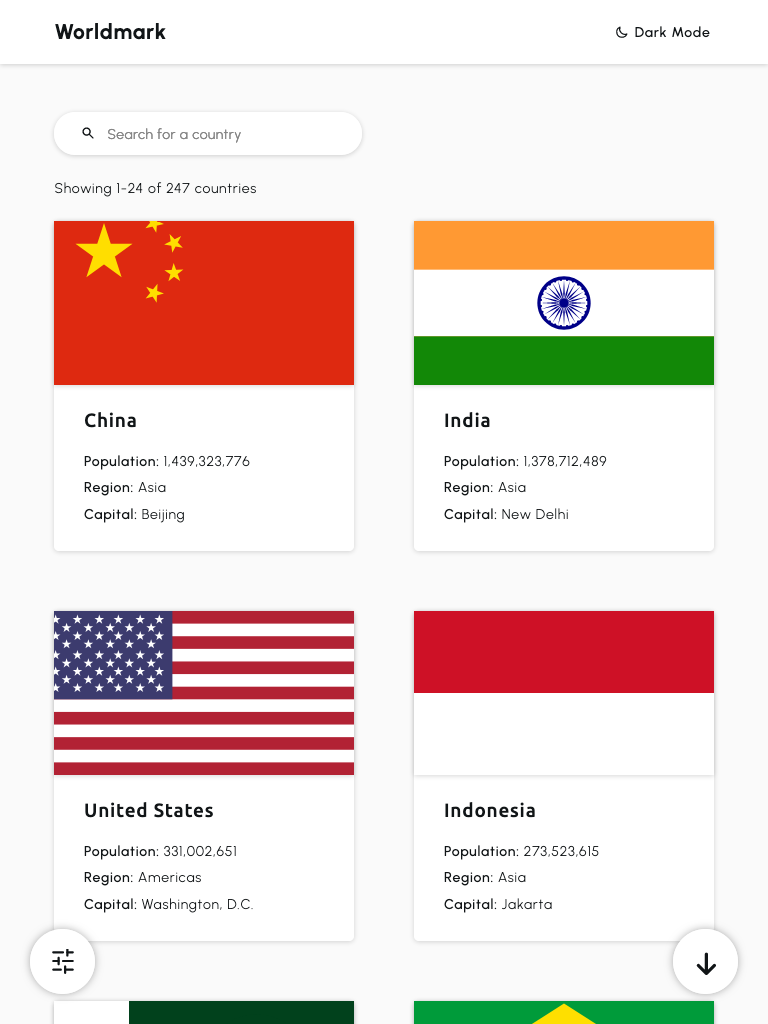 Worldmark
Dark Mode
Search for a country
Showing 1-24 of 247 countries
China
Population: 1,439,323,776
Region: Asia
Capital: Beijing
India
Population: 1,378,712,489
Region: Asia
Capital: New Delhi
United States
Population: 331,002,651
Region: Americas
Capital: Washington, D.C.
Indonesia
Population: 273,523,615
Region: Asia
Capital: Jakarta